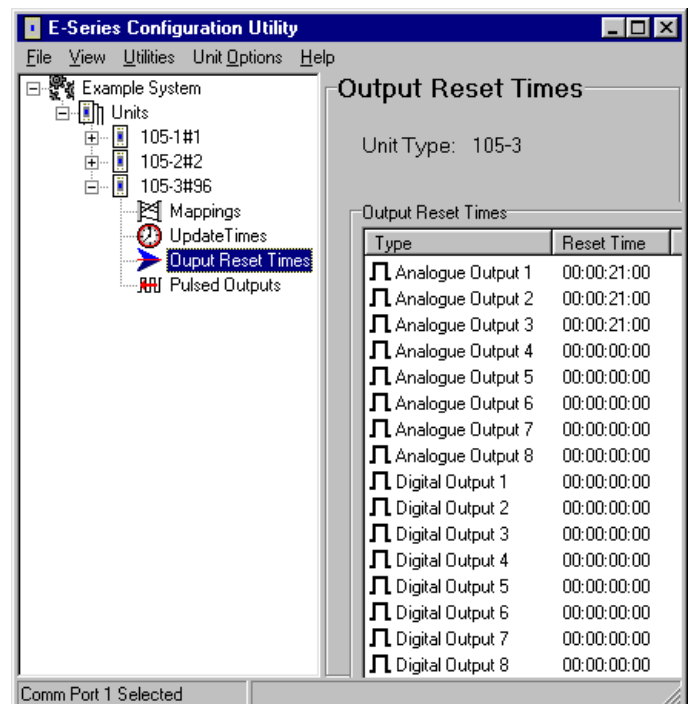 E-Series Configuration Utility
File View Utilities Unit Options Help
Example System
Units
105-1#1
105-2#2
105-3#96
Mappings
UpdateTimes
Ouput Reset Times
Pulsed Outputs
Output Reset Times
Unit Type: 105-3
Output Reset Times
Type Reset Time
Analogue Output 1 00:00:21:00
Analogue Output 2 00:00:21:00
Analogue Output 3 00:00:21:00
Analogue Output 4 00:00:00:00
Analogue Output 5 00:00:00:00
Analogue Output 6 00:00:00:00
Analogue Output 7 00:00:00:00
Analogue Output 8 00:00:00:00
Digital Output 1 00:00:00:00
Digital Output 2 00:00:00:00
Digital Output 3 00:00:00:00
Digital Output 4 00:00:00:00
Digital Output 5 00:00:00:00
Digital Output 6 00:00:00:00
Digital Output 7 00:00:00:00
Digital Output 8 00:00:00:00
Comm Port 1 Selected